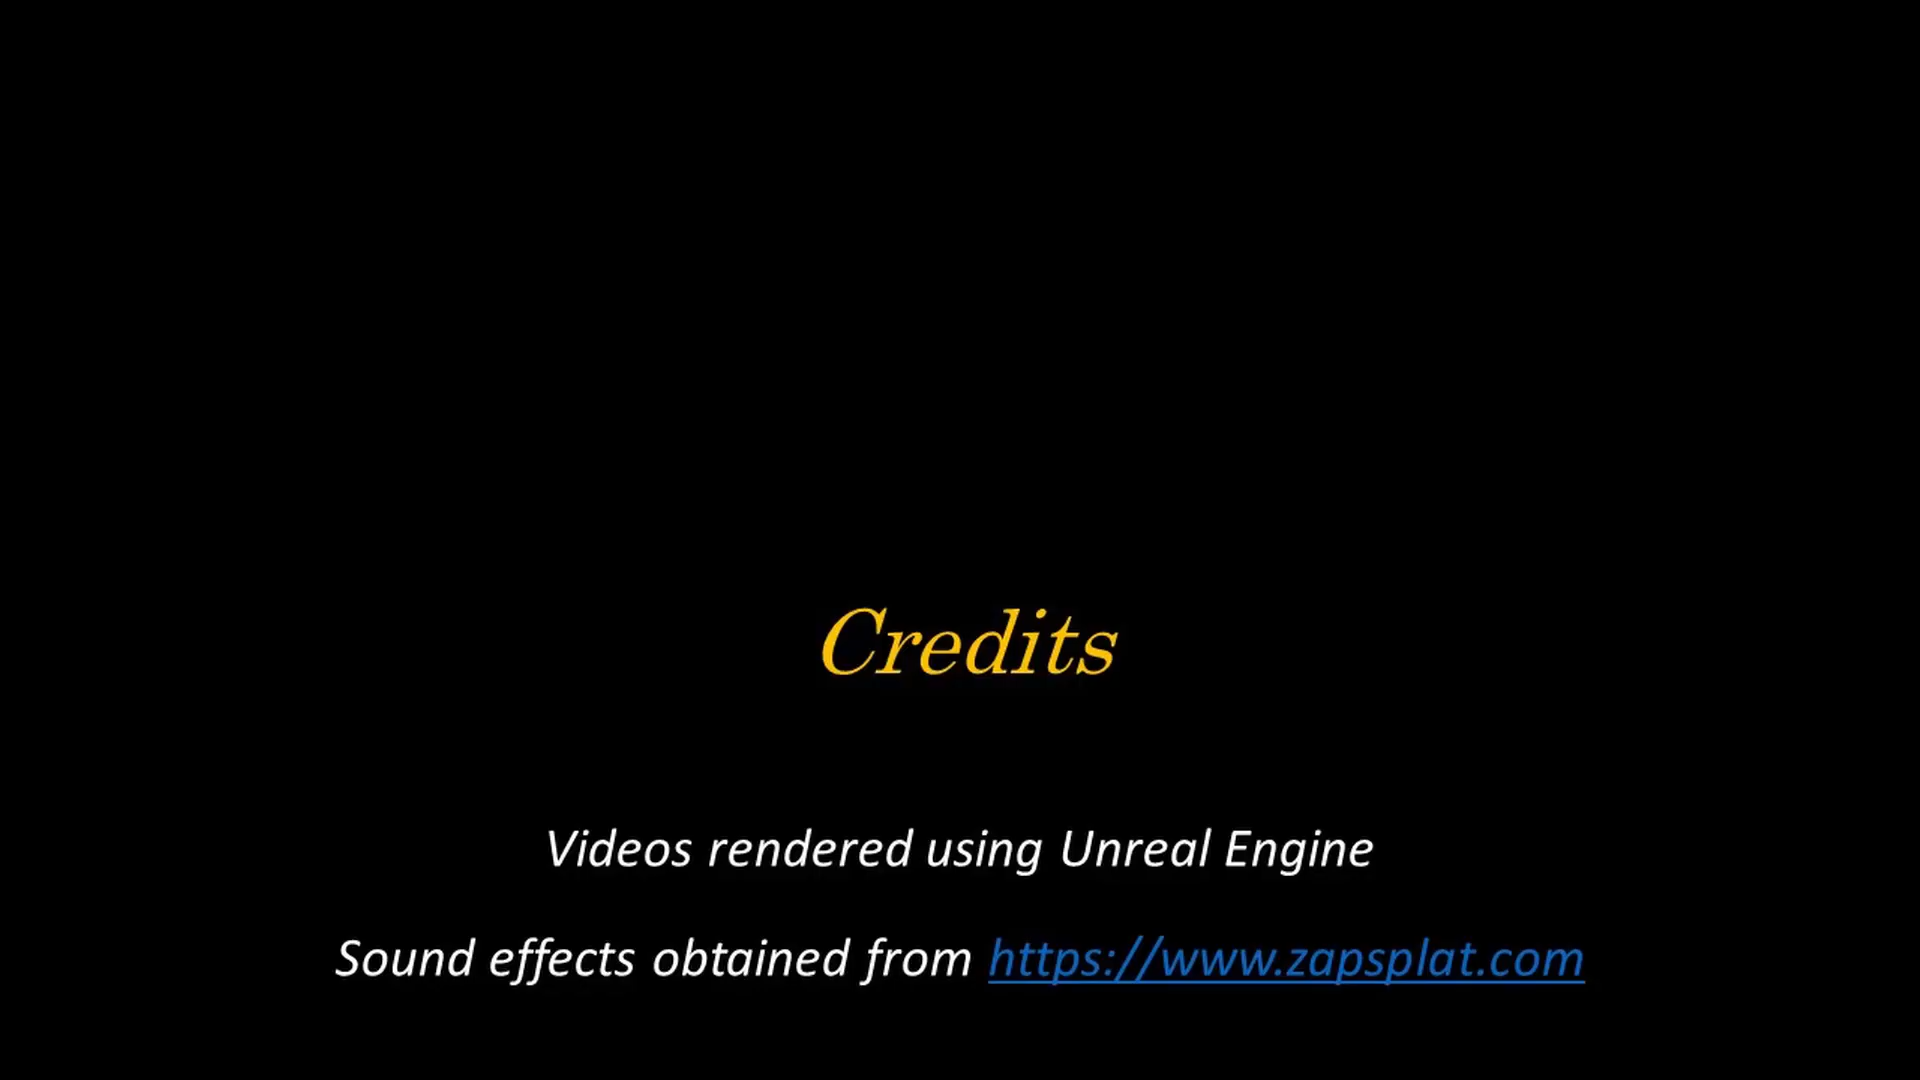 Credits
Videos rendered using Unreal Engine
Sound effects obtained from https://www.zapsplat.com